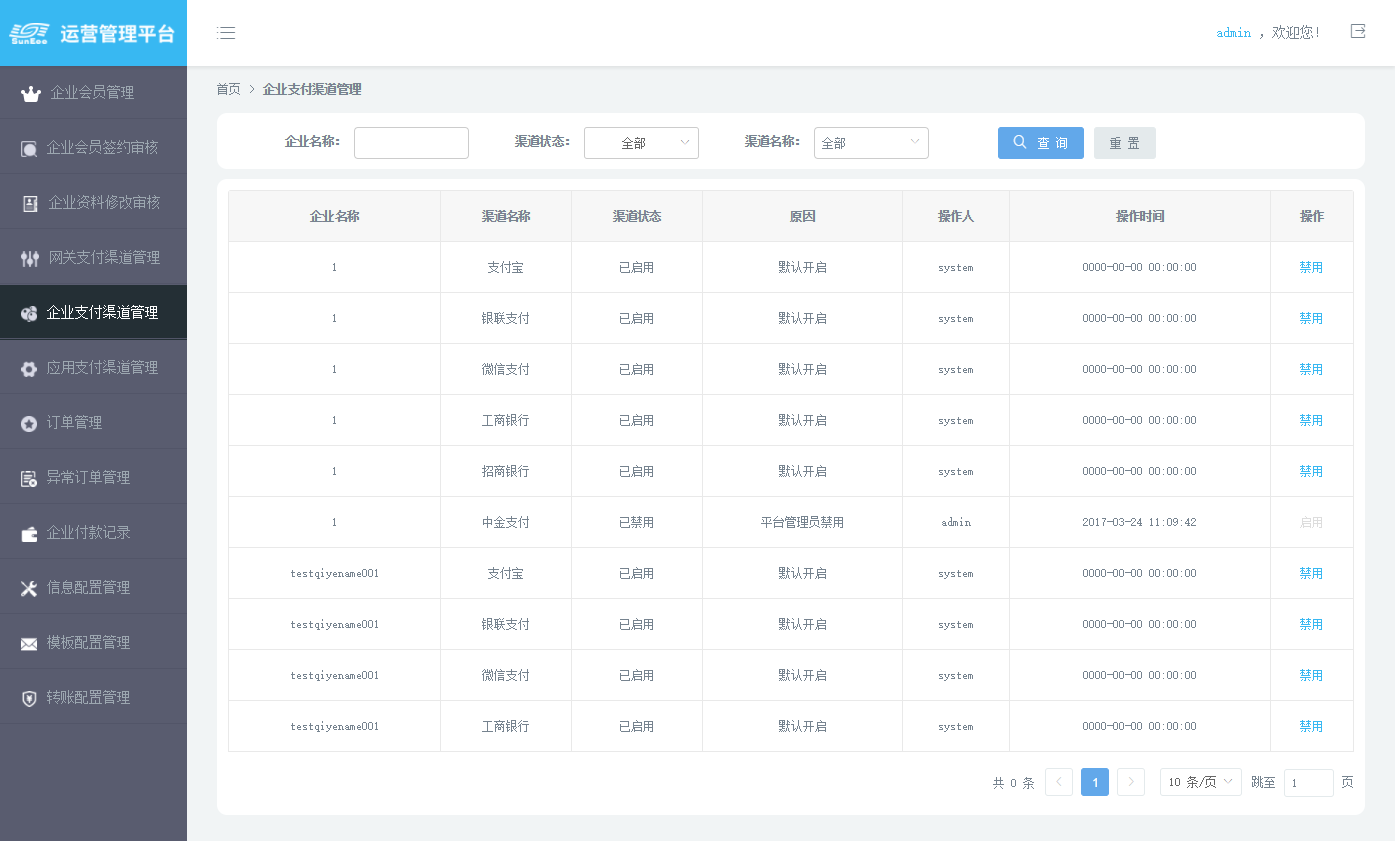 SunEee 运营管理平台
admin ，欢迎您!
企业会员管理
企业会员签约审核
企业资料修改审核
网关支付渠道管理
企业支付渠道管理
应用支付渠道管理
订单管理
异常订单管理
企业付款记录
信息配置管理
模板配置管理
转账配置管理
首页 > 企业支付渠道管理
企业名称: 渠道状态: 全部 渠道名称: 全部 查 询 重 置
企业名称 渠道名称 渠道状态 原因 操作人 操作时间 操作
1 支付宝 已启用 默认开启 system 0000-00-00 00:00:00 禁用
1 银联支付 已启用 默认开启 system 0000-00-00 00:00:00 禁用
1 微信支付 已启用 默认开启 system 0000-00-00 00:00:00 禁用
1 工商银行 已启用 默认开启 system 0000-00-00 00:00:00 禁用
1 招商银行 已启用 默认开启 system 0000-00-00 00:00:00 禁用
1 中金支付 已禁用 平台管理员禁用 admin 2017-03-24 11:09:42 启用
testqiyename001 支付宝 已启用 默认开启 system 0000-00-00 00:00:00 禁用
testqiyename001 银联支付 已启用 默认开启 system 0000-00-00 00:00:00 禁用
testqiyename001 微信支付 已启用 默认开启 system 0000-00-00 00:00:00 禁用
testqiyename001 工商银行 已启用 默认开启 system 0000-00-00 00:00:00 禁用
共 0 条 < 1 > 10 条/页 跳至 1 页